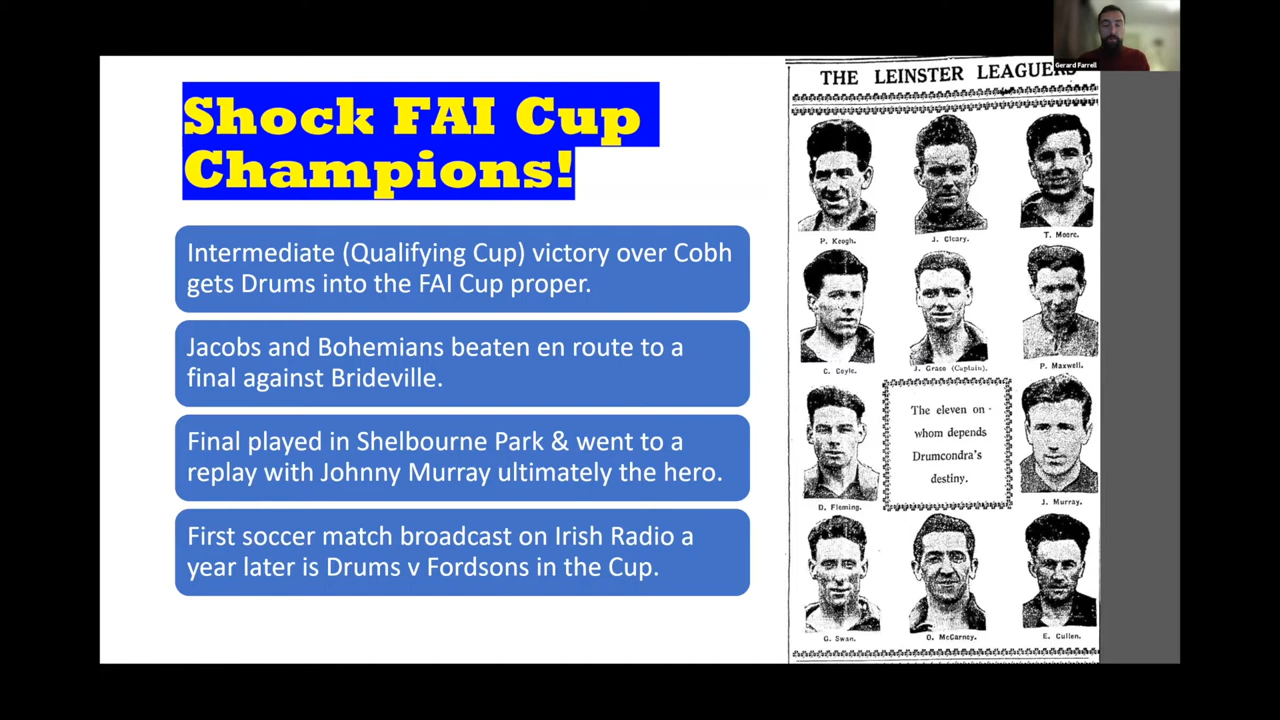 Gerard Farrell
Shock FAI Cup
Champions!
Intermediate (Qualifying Cup) victory over Cobh
gets Drums into the FAI Cup proper.
Jacobs and Bohemians beaten en route to a
final against Brideville.
Final played in Shelbourne Park & went to a
replay with Johnny Murray ultimately the hero.
First soccer match broadcast on Irish Radio a
year later is Drums v Fordsons in the Cup.
THE LEINSTER LEAGUERS
P. Keogh.
J. Cleary.
T. Moore.
C. Coyle.
J. Grace (Captain).
P. Maxwell.
The eleven on
whom depends
Drumcondra's
destiny.
D. Fleming.
J. Murray.
G. Swan.
O. McCarney.
E. Cullen.